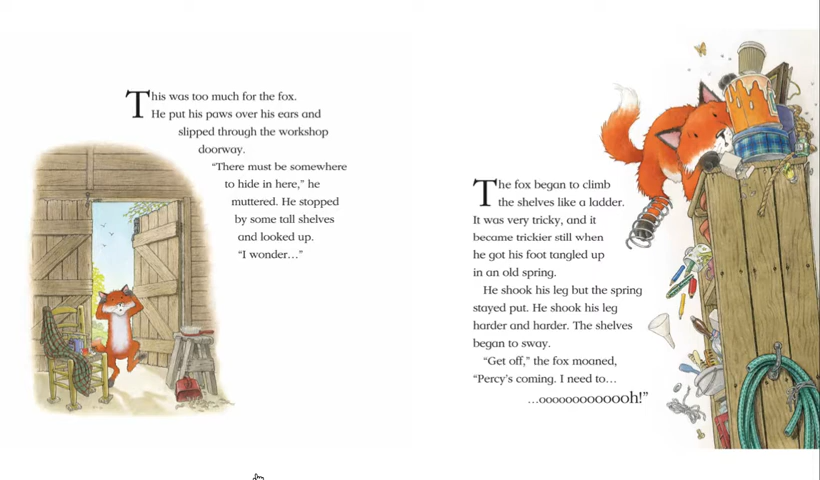 This was too much for the fox.
He put his paws over his ears and
slipped through the workshop
doorway.
“There must be somewhere
to hide in here,” he
muttered. He stopped
by some tall shelves
and looked up.
“I wonder…”
The fox began to climb
the shelves like a ladder.
It was very tricky, and it
became trickier still when
he got his foot tangled up
in an old spring.
He shook his leg but the spring
stayed put. He shook his leg
harder and harder. The shelves
began to sway.
“Get off,” the fox moaned,
“Percy’s coming. I need to…
…oooooooooooh!”